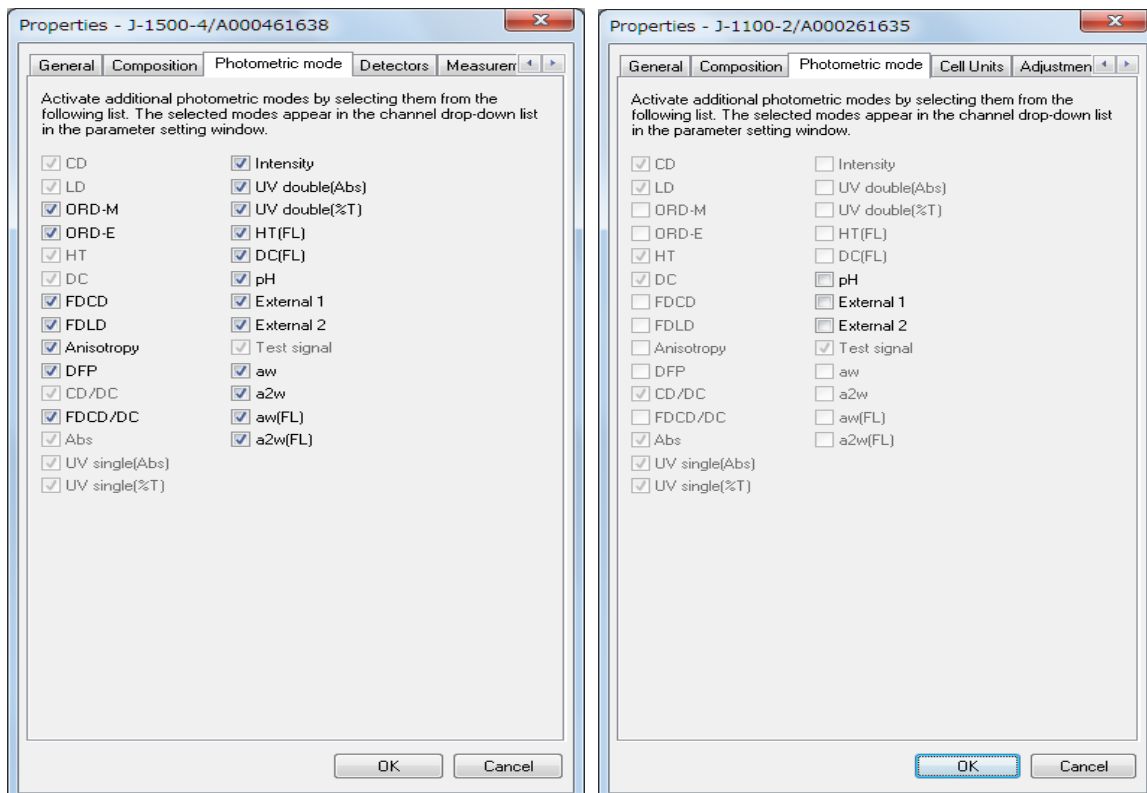 Properties - J-1500-4/A000461638
General
Composition
Photometric mode
Detectors
Measurem
Activate additional photometric modes by selecting them from the
following list. The selected modes appear in the channel drop-down list
in the parameter setting window.
CD
LD
ORD-M
ORD-E
HT
DC
FDCD
FDLD
Anisotropy
DFP
CD/DC
FDCD/DC
Abs
UV single(Abs)
UV single(%T)
Intensity
UV double(Abs)
UV double(%T)
HT(FL)
DC(FL)
pH
External 1
External 2
Test signal
aw
a2w
aw(FL)
a2w(FL)
OK
Cancel
Properties - J-1100-2/A000261635
General
Composition
Photometric mode
Cell Units
Adjustmen
Activate additional photometric modes by selecting them from the
following list. The selected modes appear in the channel drop-down list
in the parameter setting window.
CD
LD
ORD-M
ORD-E
HT
DC
FDCD
FDLD
Anisotropy
DFP
CD/DC
FDCD/DC
Abs
UV single(Abs)
UV single(%T)
Intensity
UV double(Abs)
UV double(%T)
HT(FL)
DC(FL)
pH
External 1
External 2
Test signal
aw
a2w
aw(FL)
a2w(FL)
OK
Cancel